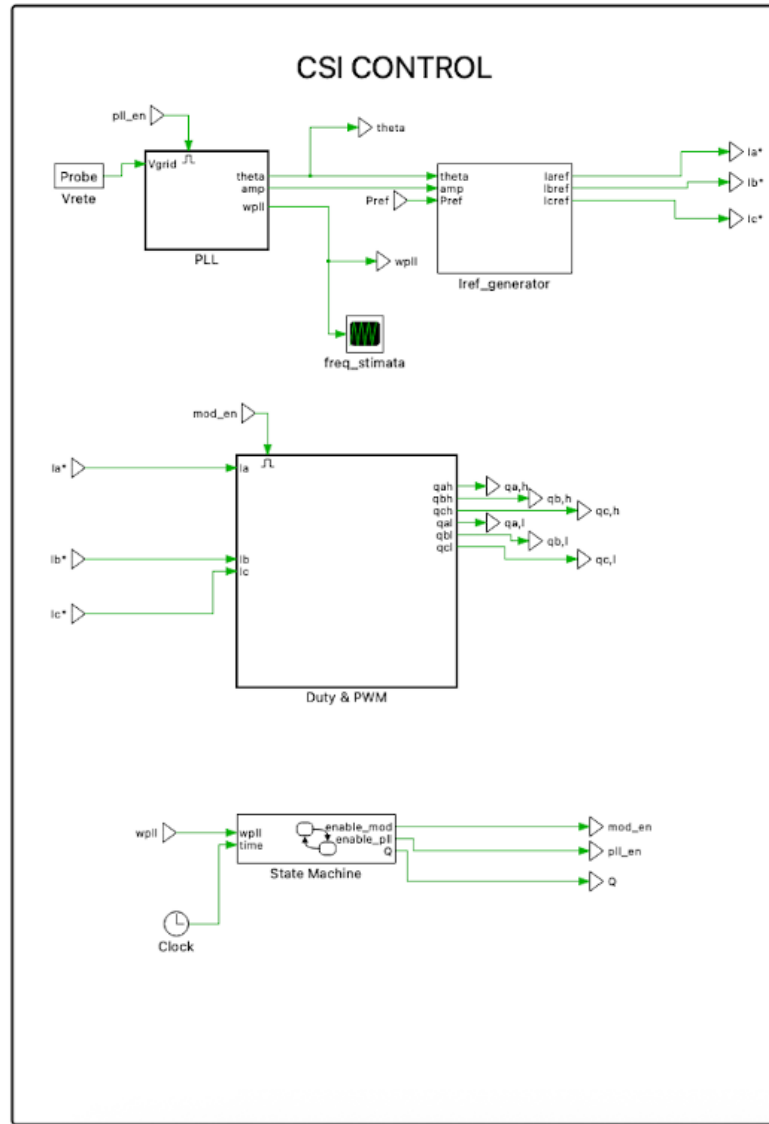 CSI CONTROL
pll_en
theta
Probe
Vrete
Vgrid
theta
amp
wpll
PLL
Pref
theta
amp
Pref
Iaref
Ibref
Icref
Iref_generator
Ia*
Ib*
Ic*
wpll
freq_stimata
mod_en
Ia*
Ib*
Ic*
Ia
Ib
Ic
qah
qbh
qch
qal
qbl
qcl
qa,h
qb,h
qc,h
qa,l
qb,l
qc,l
Duty & PWM
wpll
wpll
time
enable_mod
enable_pll
Q
State Machine
mod_en
pll_en
Q
Clock